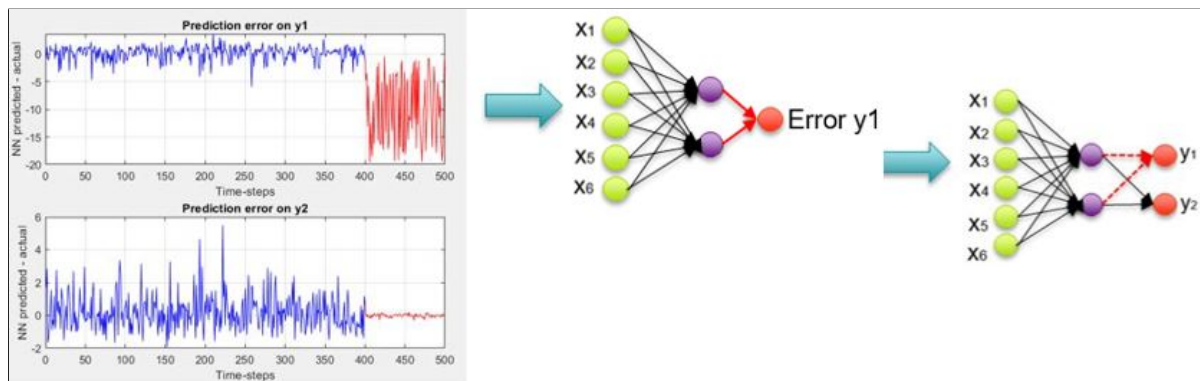 Prediction error on y1
NN predicted - actual
0
-5
-10
-15
-20
0 50 100 150 200 250 300 350 400 450 500
Time-steps
Prediction error on y2
NN predicted - actual
6
4
2
0
-2
0 50 100 150 200 250 300 350 400 450 500
Time-steps
x1
x2
x3
x4
x5
x6
Error y1
x1
x2
x3
x4
x5
x6
y1
y2